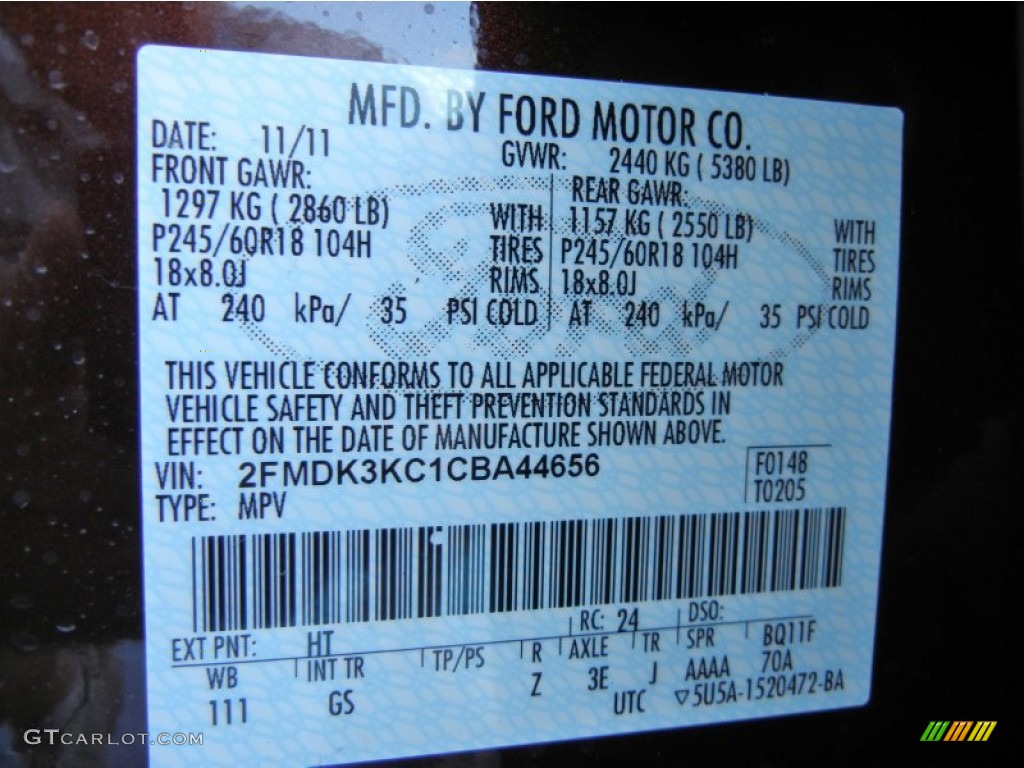 MFD. BY FORD MOTOR CO.
DATE: 11/11 GVWR: 2440 KG ( 5380 LB)
FRONT GAWR: REAR GAWR:
1297 KG ( 2860 LB) WITH 1157 KG ( 2550 LB) WITH
P245/60R18 104H TIRES P245/60R18 104H TIRES
18x8.0J RIMS 18x8.0J RIMS
AT 240 kPa/ 35 PSI COLD AT 240 kPa/ 35 PSI COLD
THIS VEHICLE CONFORMS TO ALL APPLICABLE FEDERAL MOTOR
VEHICLE SAFETY AND THEFT PREVENTION STANDARDS IN
EFFECT ON THE DATE OF MANUFACTURE SHOWN ABOVE.
VIN: 2FMDK3KC1CBA44656 F0148
TYPE: MPV T0205
EXT PNT: HT RC: 24 DSO:
WB INT TR TP/PS R AXLE TR SPR BQ11F
111 GS Z 3E J AAAA 70A
UTC ▽5U5A-1520472-BA
GTCARLOT.COM